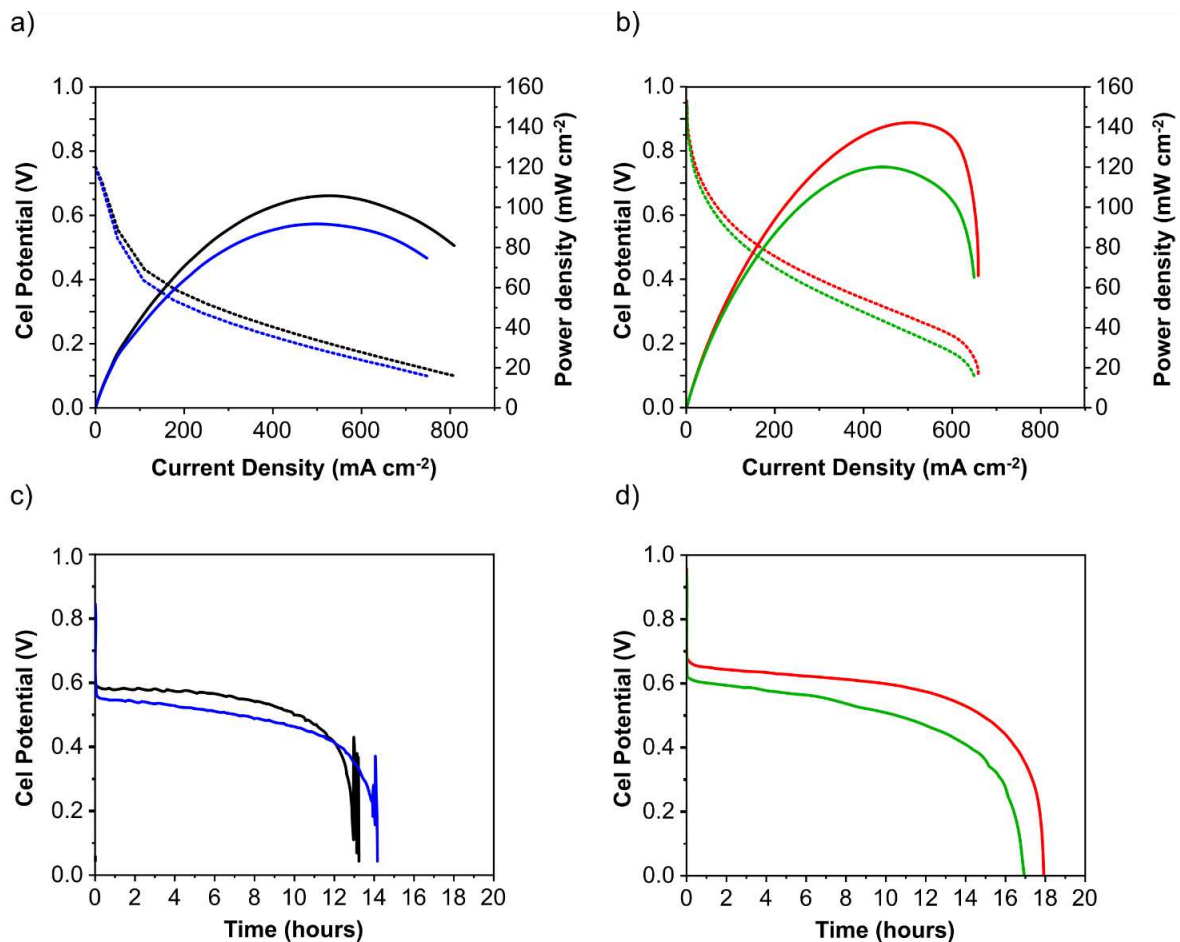 a)
1.0
0.8
0.6
0.4
0.2
0.0
Cel Potential (V)
160
140
120
100
80
60
40
20
0
Power density (mW cm-2)
0 200 400 600 800
Current Density (mA cm-2)
b)
1.0
0.8
0.6
0.4
0.2
0.0
Cel Potential (V)
160
140
120
100
80
60
40
20
0
Power density (mW cm-2)
0 200 400 600 800
Current Density (mA cm-2)
c)
1.0
0.8
0.6
0.4
0.2
0.0
Cel Potential (V)
0 2 4 6 8 10 12 14 16 18 20
Time (hours)
d)
1.0
0.8
0.6
0.4
0.2
0.0
Cel Potential (V)
0 2 4 6 8 10 12 14 16 18 20
Time (hours)